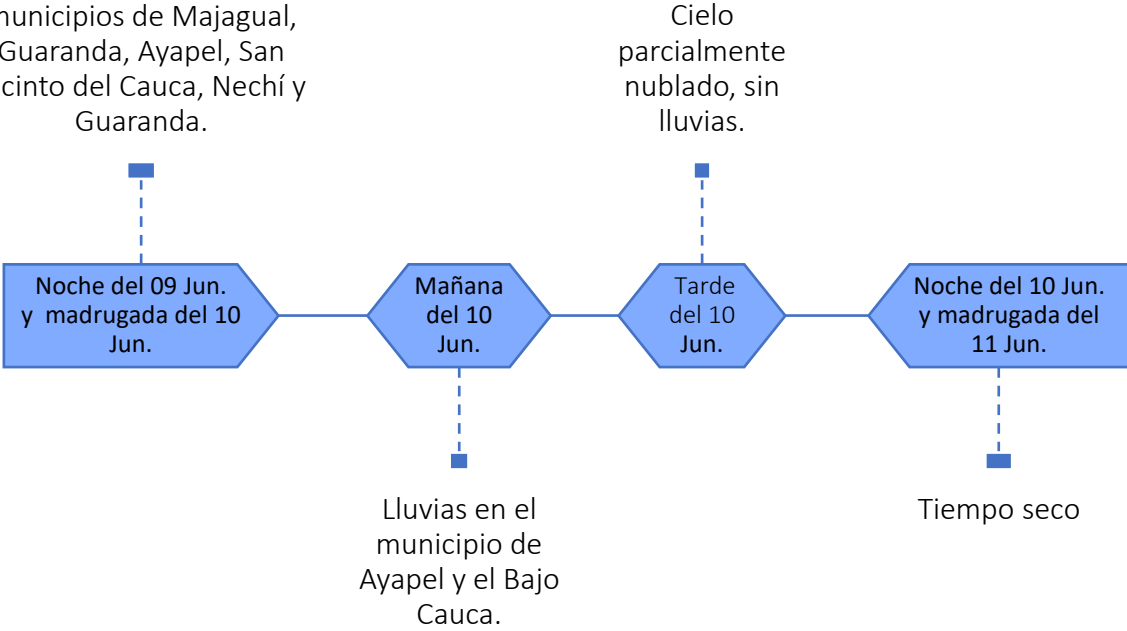 municipios de Majagual,
Guaranda, Ayapel, San
cinto del Cauca, Nechí y
Guaranda.
Cielo
parcialmente
nublado, sin
lluvias.
Noche del 09 Jun.
y madrugada del 10
Jun.
Mañana
del 10
Jun.
Tarde
del 10
Jun.
Noche del 10 Jun.
y madrugada del
11 Jun.
Lluvias en el
municipio de
Ayapel y el Bajo
Cauca.
Tiempo seco